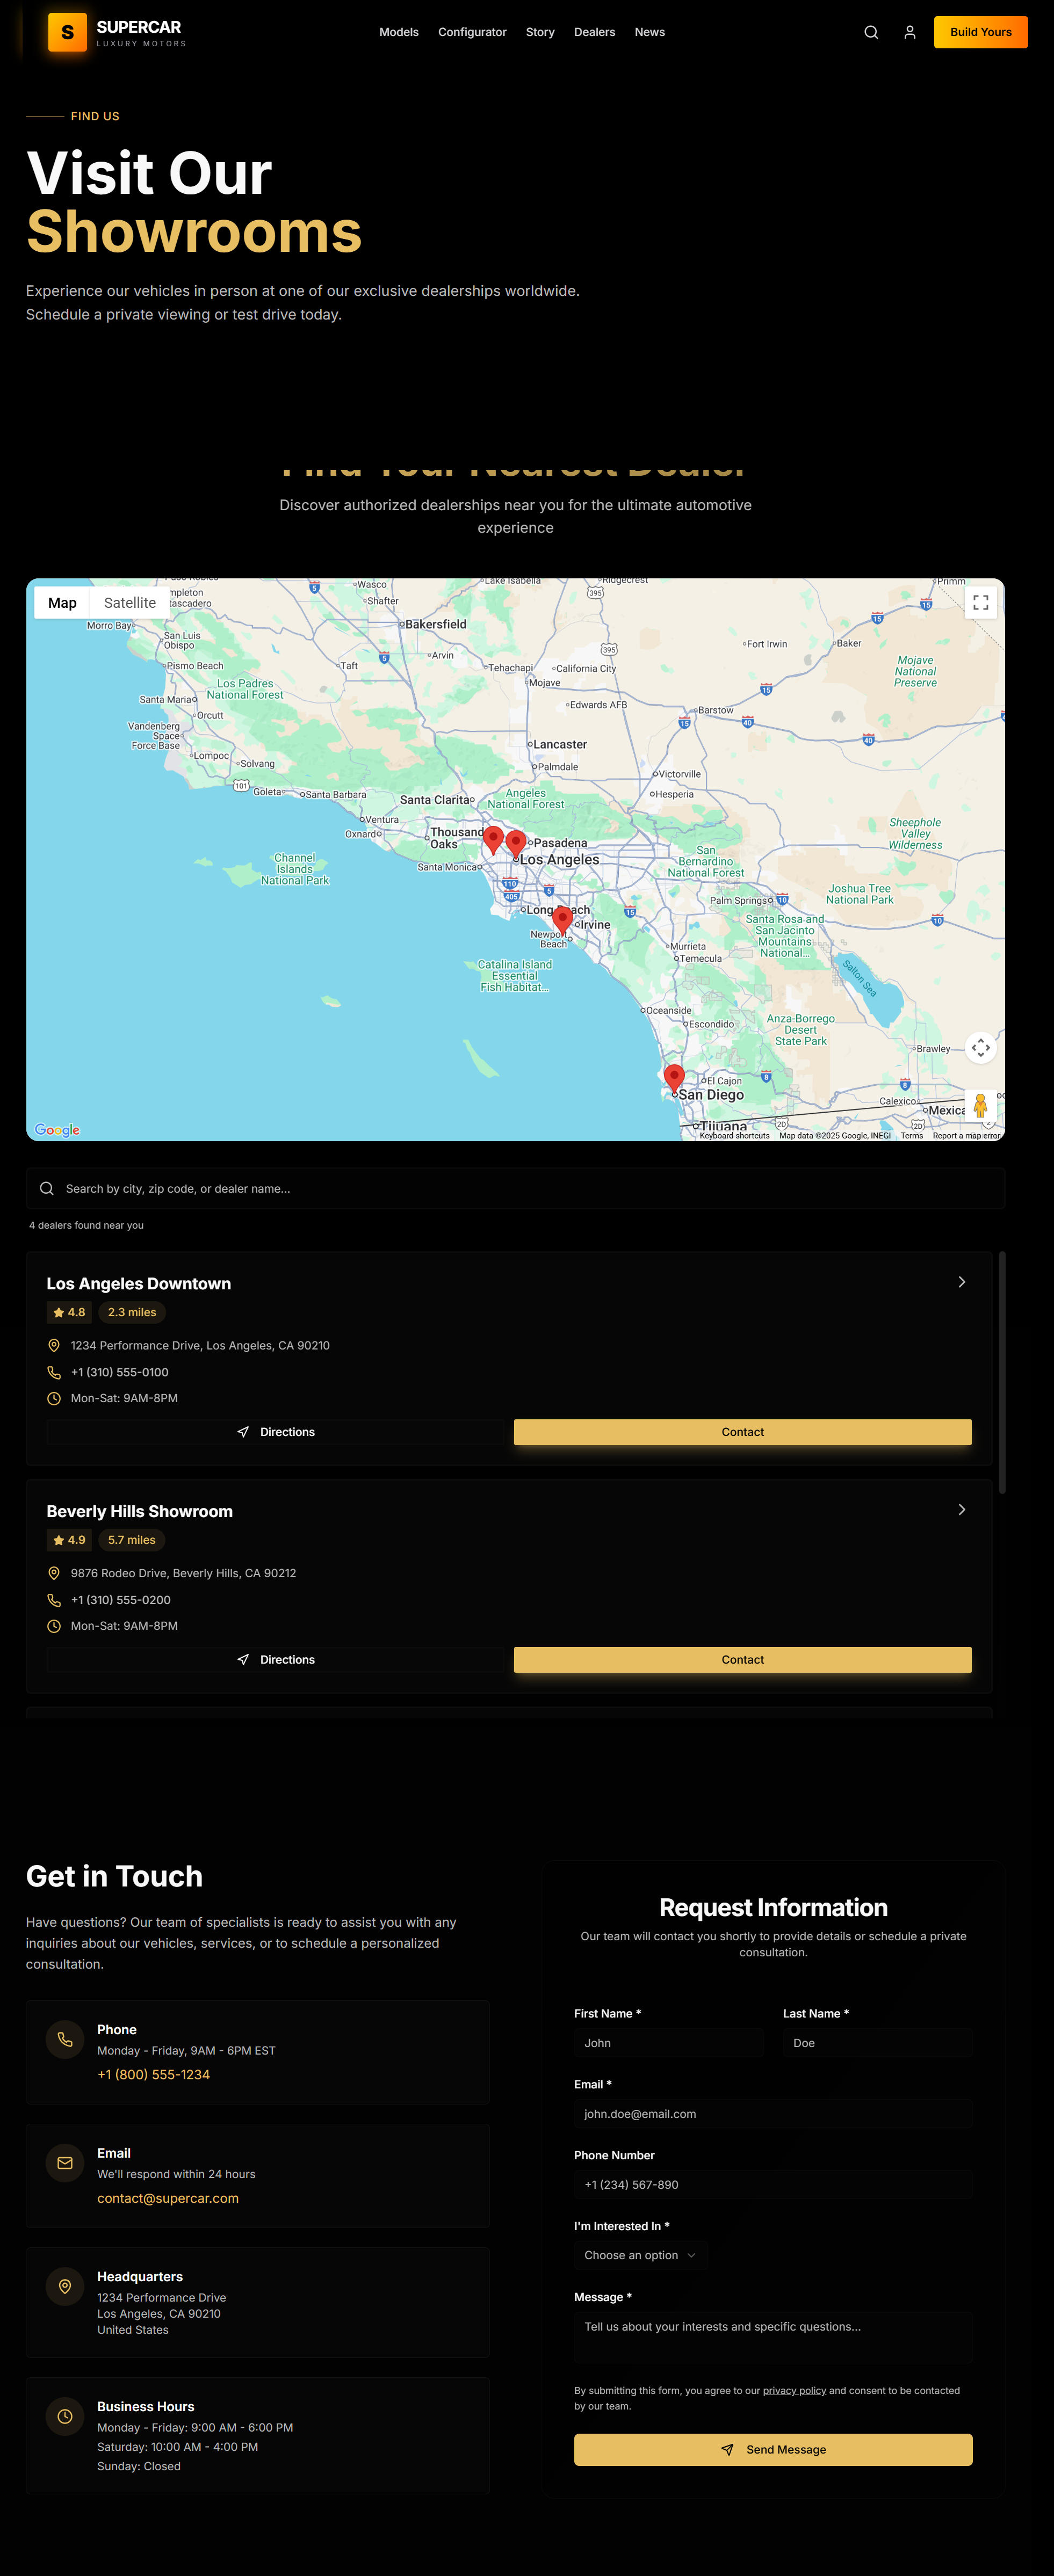 S
SUPERCAR
LUXURY MOTORS
Models
Configurator
Story
Dealers
News
Build Yours
FIND US
Visit Our
Showrooms
Experience our vehicles in person at one of our exclusive dealerships worldwide.
Schedule a private viewing or test drive today.
Find Your Nearest Dealer
Discover authorized dealerships near you for the ultimate automotive
experience
Map
Satellite
Wasco
Lake Isabella
Ridgecrest
Primm
Shafter
Morro Bay
Bakersfield
San Luis
Obispo
Arvin
Fort Irwin
Baker
Pismo Beach
Taft
Tehachapi
California City
Mojave
National
Preserve
Los Padres
National Forest
Mojave
Santa Maria
Edwards AFB
Orcutt
Barstow
Vandenberg
Space
Force Base
Lompoc
Solvang
Lancaster
Palmdale
Victorville
Goleta
Santa Barbara
Santa Clarita
Angeles
National Forest
Hesperia
Ventura
Oxnard
Thousand
Oaks
Pasadena
Sheephole
Valley
Wilderness
Los Angeles
Santa Monica
Channel
Islands
National Park
San
Bernardino
National Forest
Joshua Tree
National Park
Palm Springs
Long Beach
Irvine
Newport
Beach
Santa Rosa and
San Jacinto
Mountains
National...
Murrieta
Temecula
Catalina Island
Essential
Fish Habitat...
Salton Sea
Oceanside
Escondido
Anza-Borrego
Desert
State Park
Brawley
El Cajon
San Diego
Calexico
Tijuana
Google
Keyboard shortcuts
Map data ©2025 Google, INEGI
Terms
Report a map error
Search by city, zip code, or dealer name...
4 dealers found near you
Los Angeles Downtown
4.8
2.3 miles
1234 Performance Drive, Los Angeles, CA 90210
+1 (310) 555-0100
Mon-Sat: 9AM-8PM
Directions
Contact
Beverly Hills Showroom
4.9
5.7 miles
9876 Rodeo Drive, Beverly Hills, CA 90212
+1 (310) 555-0200
Mon-Sat: 9AM-8PM
Directions
Contact
Get in Touch
Have questions? Our team of specialists is ready to assist you with any
inquiries about our vehicles, services, or to schedule a personalized
consultation.
Phone
Monday - Friday, 9AM - 6PM EST
+1 (800) 555-1234
Email
We'll respond within 24 hours
contact@supercar.com
Headquarters
1234 Performance Drive
Los Angeles, CA 90210
United States
Business Hours
Monday - Friday: 9:00 AM - 6:00 PM
Saturday: 10:00 AM - 4:00 PM
Sunday: Closed
Request Information
Our team will contact you shortly to provide details or schedule a private
consultation.
First Name *
Last Name *
John
Doe
Email *
john.doe@email.com
Phone Number
+1 (234) 567-890
I'm Interested In *
Choose an option
Message *
Tell us about your interests and specific questions...
By submitting this form, you agree to our privacy policy and consent to be contacted
by our team.
Send Message